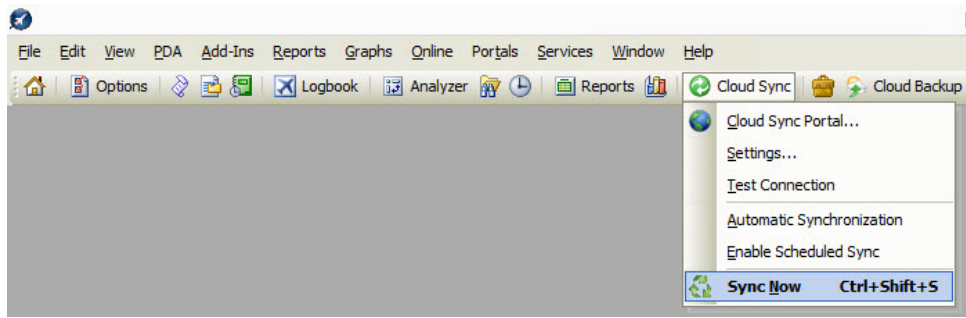 File Edit View PDA Add-Ins Reports Graphs Online Portals Services Window Help
Options Logbook Analyzer Reports Cloud Sync Cloud Backup
Cloud Sync Portal...
Settings...
Test Connection
Automatic Synchronization
Enable Scheduled Sync
Sync Now Ctrl+Shift+S